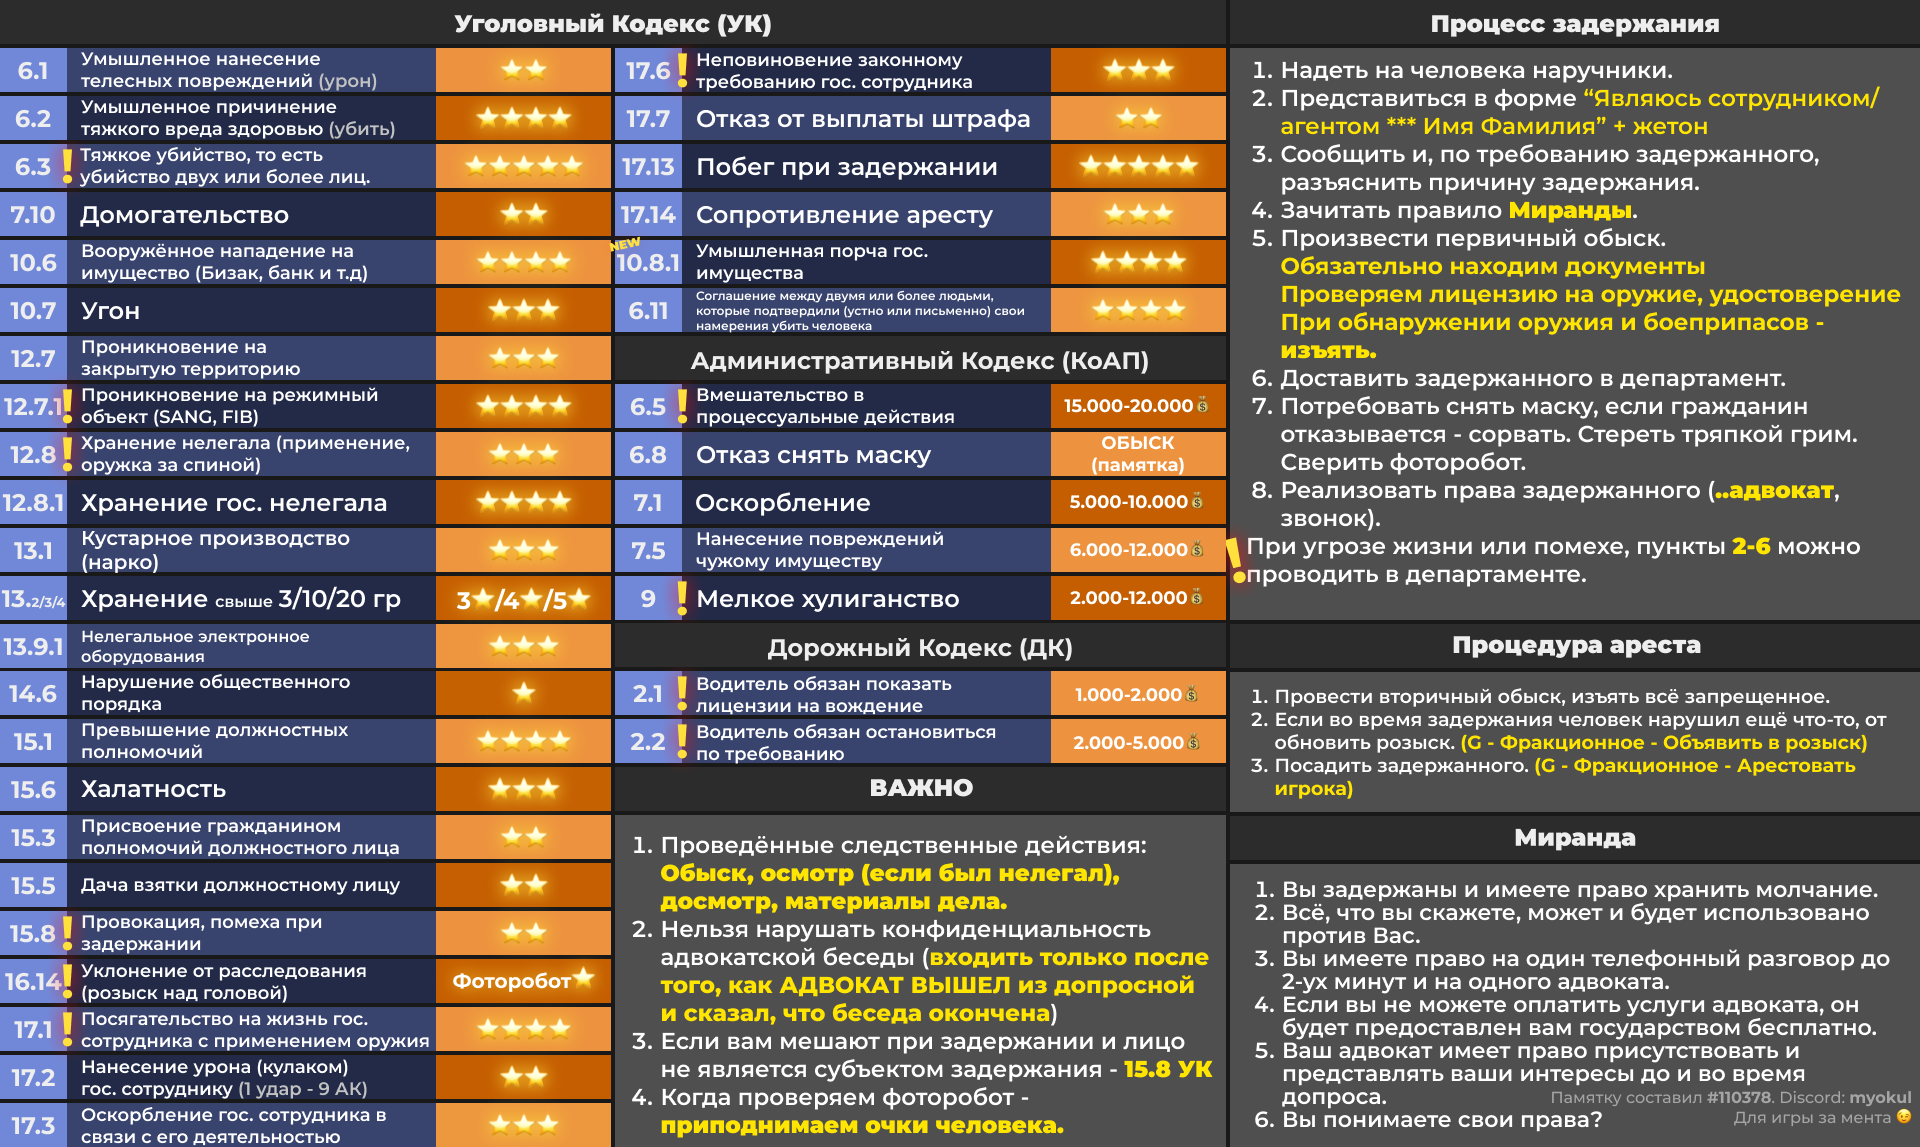 Уголовный Кодекс (УК)
6.1 Умышленное нанесение
телесных повреждений (урон)
6.2 Умышленное причинение
тяжкого вреда здоровью (убить)
6.3 Тяжкое убийство, то есть
убийство двух или более лиц.
7.10 Домогательство
10.6 Вооружённое нападение на
имущество (Бизак, банк и т.д)
10.7 Угон
12.7 Проникновение на
закрытую территорию
12.7.1 Проникновение на режимный
объект (SANG, FIB)
12.8 Хранение нелегала (применение,
оружка за спиной)
12.8.1 Хранение гос. нелегала
13.1 Кустарное производство
(нарко)
13.2/3/4 Хранение свыше 3/10/20 гр 3⭐/4⭐/5⭐
13.9.1 Нелегальное электронное
оборудования
14.6 Нарушение общественного
порядка
15.1 Превышение должностных
полномочий
15.6 Халатность
15.3 Присвоение гражданином
полномочий должностного лица
15.5 Дача взятки должностному лицу
15.8 Провокация, помеха при
задержании
16.14 Уклонение от расследования
(розыск над головой) Фоторобот⭐
17.1 Посягательство на жизнь гос.
сотрудника с применением оружия
17.2 Нанесение урона (кулаком)
гос. сотруднику (1 удар - 9 АК)
17.3 Оскорбление гос. сотрудника в
связи с его деятельностью
17.6 Неповиновение законному
требованию гос. сотрудника
17.7 Отказ от выплаты штрафа
17.13 Побег при задержании
17.14 Сопротивление аресту
NEW
10.8.1 Умышленная порча гос.
имущества
6.11 Соглашение между двумя или более людьми,
которые подтвердили (устно или письменно) свои
намерения убить человека
Административный Кодекс (КоАП)
6.5 Вмешательство в
процессуальные действия 15.000-20.000
6.8 Отказ снять маску ОБЫСК
(памятка)
7.1 Оскорбление 5.000-10.000
7.5 Нанесение повреждений
чужому имуществу 6.000-12.000
9 Мелкое хулиганство 2.000-12.000
Дорожный Кодекс (ДК)
2.1 Водитель обязан показать
лицензии на вождение 1.000-2.000
2.2 Водитель обязан остановиться
по требованию 2.000-5.000
ВАЖНО
1. Проведённые следственные действия:
Обыск, осмотр (если был нелегал),
досмотр, материалы дела.
2. Нельзя нарушать конфиденциальность
адвокатской беседы (входить только после
того, как АДВОКАТ ВЫШЕЛ из допросной
и сказал, что беседа окончена)
3. Если вам мешают при задержании и лицо
не является субъектом задержания - 15.8 УК
4. Когда проверяем фоторобот -
приподнимаем очки человека.
Процесс задержания
1. Надеть на человека наручники.
2. Представиться в форме “Являюсь сотрудником/
агентом *** Имя Фамилия” + жетон
3. Сообщить и, по требованию задержанного,
разъяснить причину задержания.
4. Зачитать правило Миранды.
5. Произвести первичный обыск.
Обязательно находим документы
Проверяем лицензию на оружие, удостоверение
При обнаружении оружия и боеприпасов -
изъять.
6. Доставить задержанного в департамент.
7. Потребовать снять маску, если гражданин
отказывается - сорвать. Стереть тряпкой грим.
Сверить фоторобот.
8. Реализовать права задержанного (..адвокат,
звонок).
При угрозе жизни или помехе, пункты 2-6 можно
проводить в департаменте.
Процедура ареста
1. Провести вторичный обыск, изъять всё запрещенное.
2. Если во время задержания человек нарушил ещё что-то, от
обновить розыск. (G - Фракционное - Объявить в розыск)
3. Посадить задержанного. (G - Фракционное - Арестовать
игрока)
Миранда
1. Вы задержаны и имеете право хранить молчание.
2. Всё, что вы скажете, может и будет использовано
против Вас.
3. Вы имеете право на один телефонный разговор до
2-ух минут и на одного адвоката.
4. Если вы не можете оплатить услуги адвоката, он
будет предоставлен вам государством бесплатно.
5. Ваш адвокат имеет право присутствовать и
представлять ваши интересы до и во время
допроса.
6. Вы понимаете свои права?
Памятку составил #110378. Discord: myokul
Для игры за мента